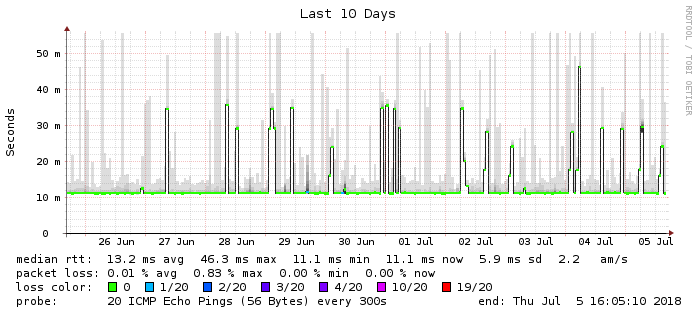 Last 10 Days
RRDTOOL / TOBI OETIKER
Seconds
50 m
40 m
30 m
20 m
10 m
0
26 Jun 27 Jun 28 Jun 29 Jun 30 Jun 01 Jul 02 Jul 03 Jul 04 Jul 05 Jul
median rtt: 13.2 ms avg 46.3 ms max 11.1 ms min 11.1 ms now 5.9 ms sd 2.2 am/s
packet loss: 0.01 % avg 0.83 % max 0.00 % min 0.00 % now
loss color: 0 1/20 2/20 3/20 4/20 10/20 19/20
probe: 20 ICMP Echo Pings (56 Bytes) every 300s end: Thu Jul 5 16:05:10 2018